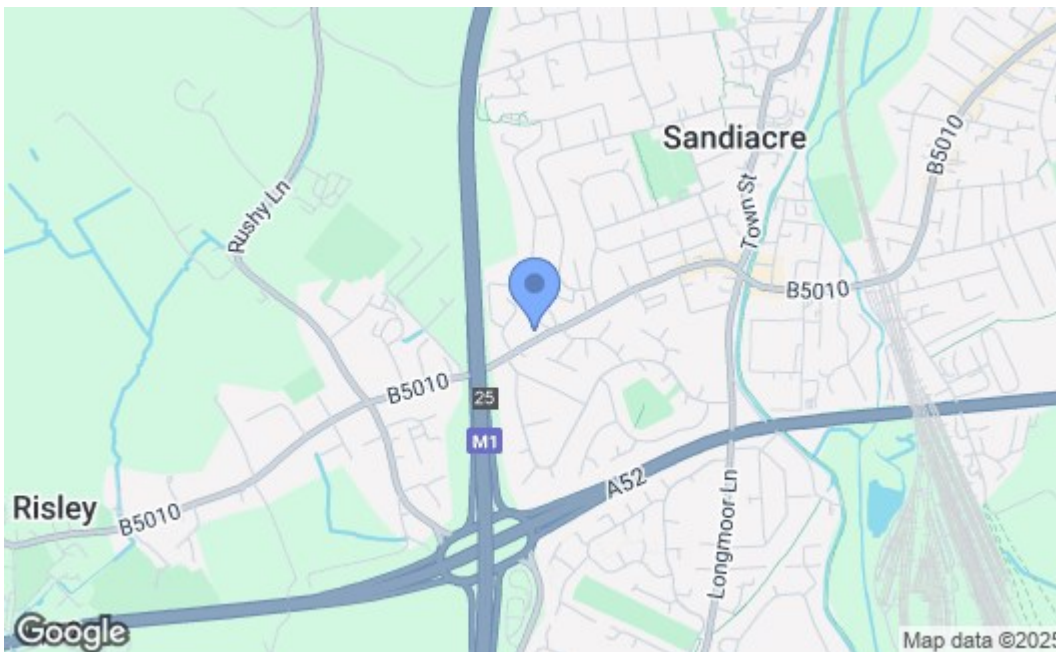 Sandiacre
B5010
Rushy Ln
Town St
B5010
B5010
25
M1
A52
Longmoor Ln
Risley
B5010
Google
Map data ©2025